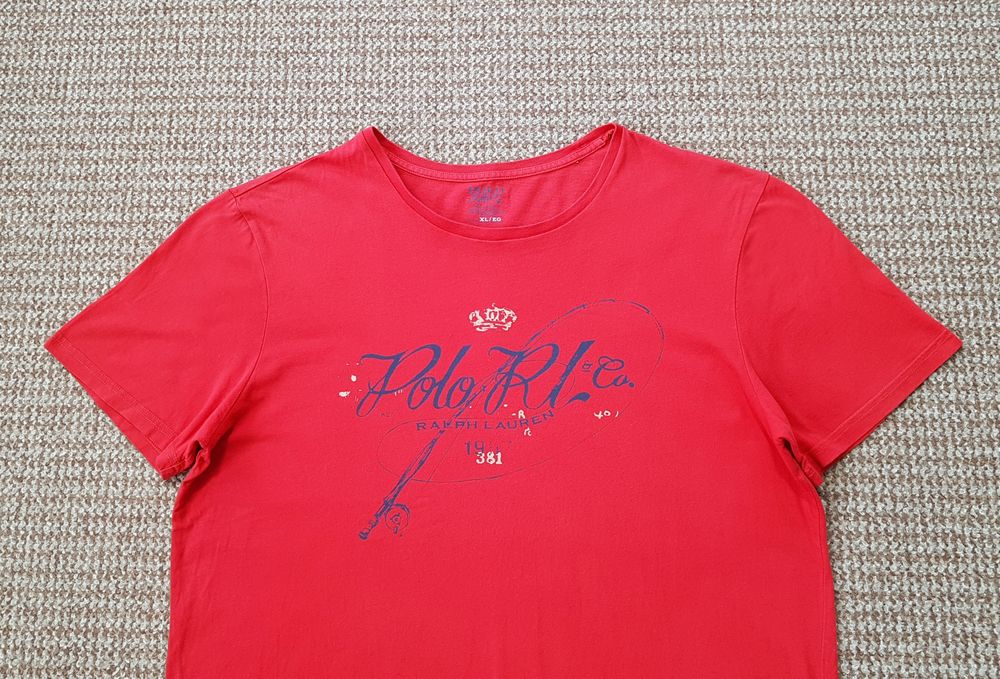 XL/EG
Polo RL & Co.
RALPH LAUREN
19
381